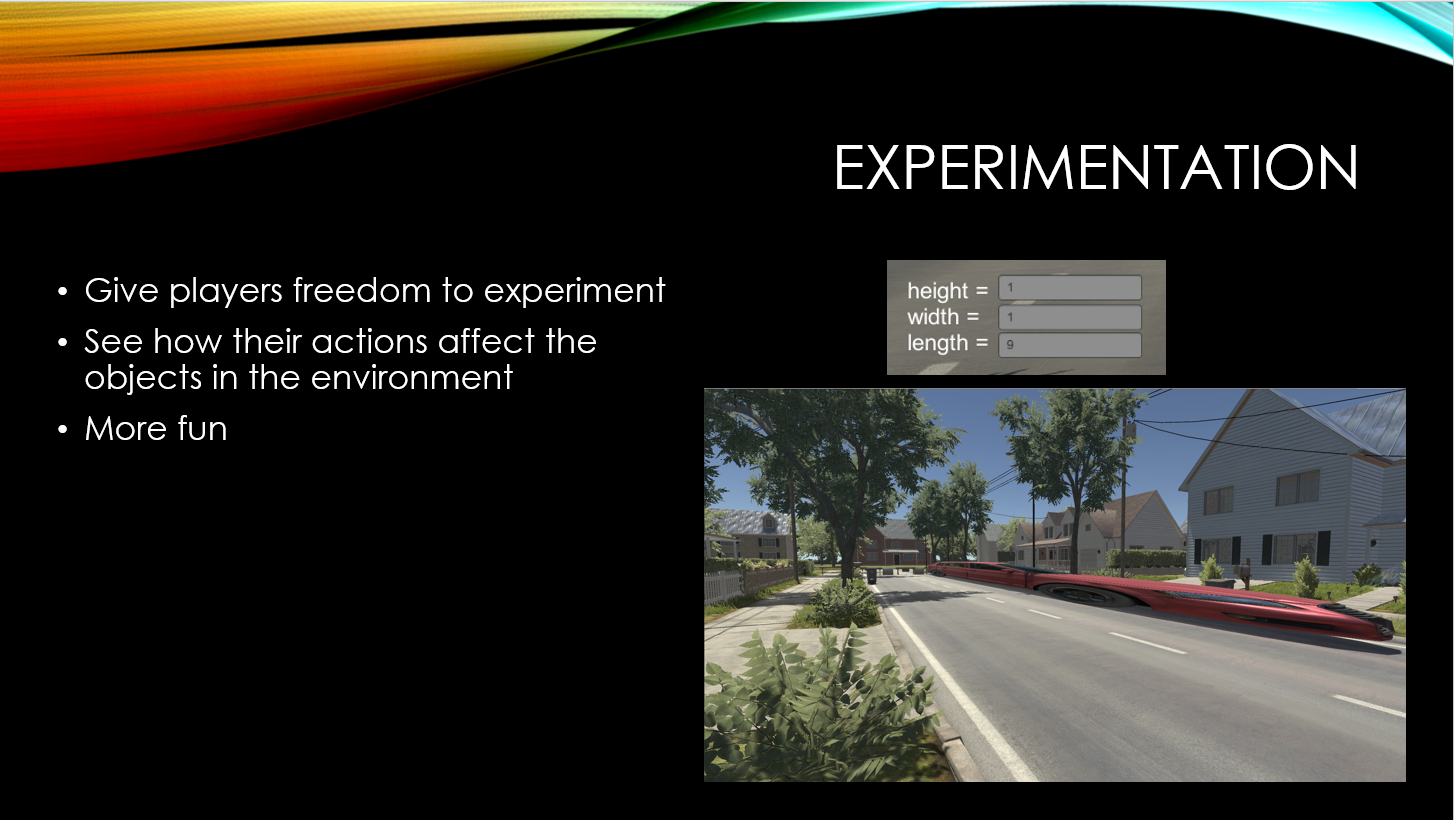 EXPERIMENTATION
• Give players freedom to experiment
• See how their actions affect the
objects in the environment
• More fun
height = 1
width = 1
length = 9